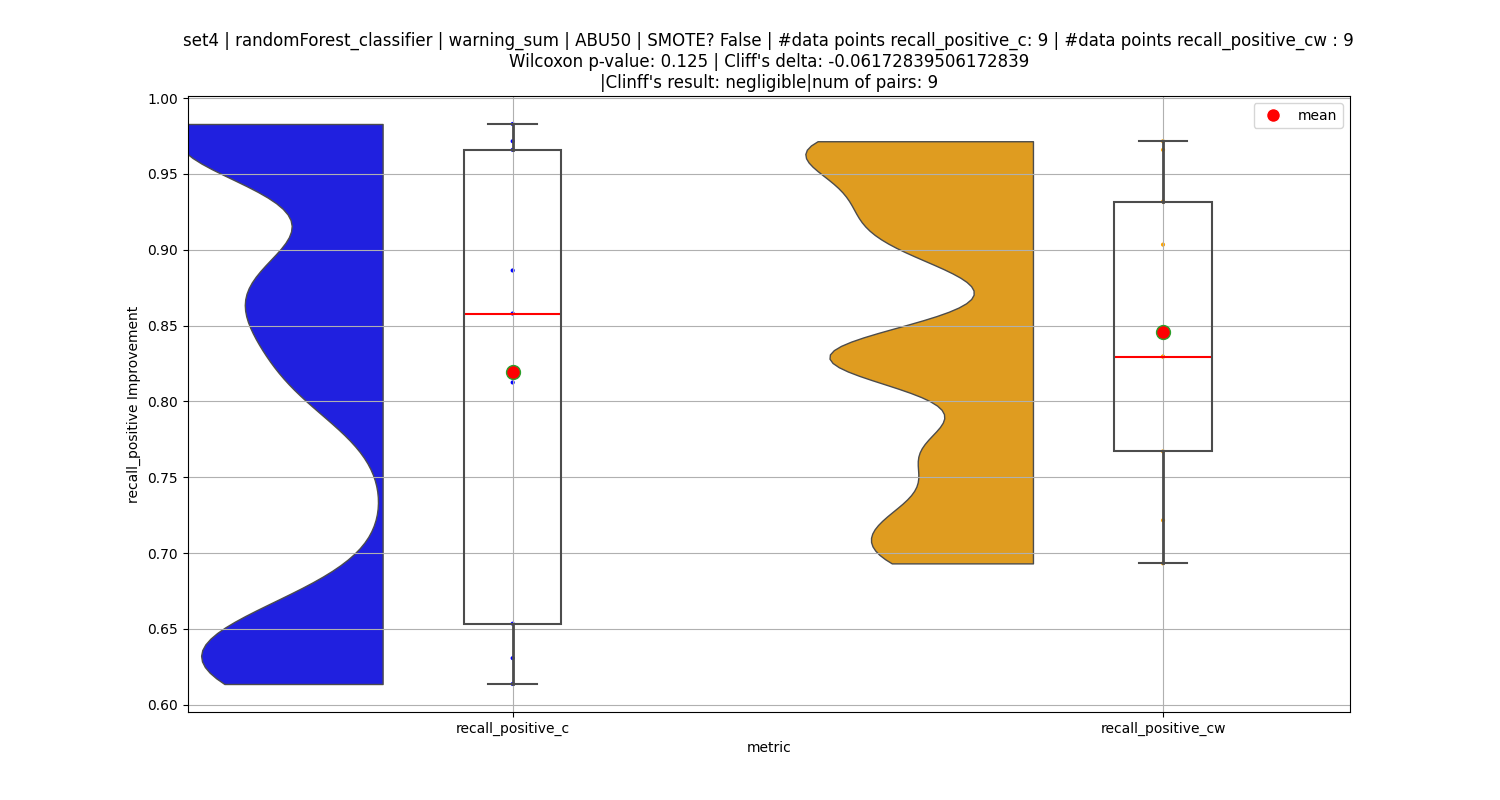 set4 | randomForest_classifier | warning_sum | ABU50 | SMOTE? False | #data points recall_positive_c: 9 | #data points recall_positive_cw : 9
Wilcoxon p-value: 0.125 | Cliff's delta: -0.06172839506172839
|Clinff's result: negligible|num of pairs: 9
mean
1.00
0.95
0.90
0.85
0.80
0.75
0.70
0.65
0.60
recall_positive Improvement
recall_positive_c
recall_positive_cw
metric